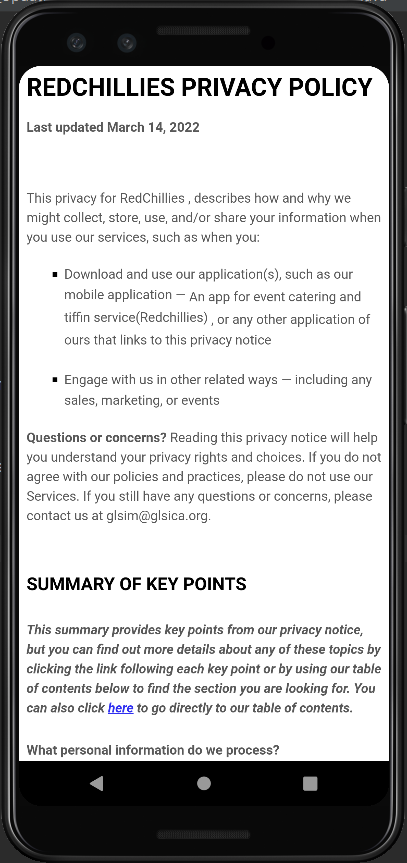 REDCHILLIES PRIVACY POLICY
Last updated March 14, 2022
This privacy for RedChillies , describes how and why we
might collect, store, use, and/or share your information when
you use our services, such as when you:
Download and use our application(s), such as our
mobile application — An app for event catering and
tiffin service(Redchillies) , or any other application of
ours that links to this privacy notice
Engage with us in other related ways — including any
sales, marketing, or events
Questions or concerns? Reading this privacy notice will help
you understand your privacy rights and choices. If you do not
agree with our policies and practices, please do not use our
Services. If you still have any questions or concerns, please
contact us at glsim@glsica.org.
SUMMARY OF KEY POINTS
This summary provides key points from our privacy notice,
but you can find out more details about any of these topics by
clicking the link following each key point or by using our table
of contents below to find the section you are looking for. You
can also click here to go directly to our table of contents.
What personal information do we process?